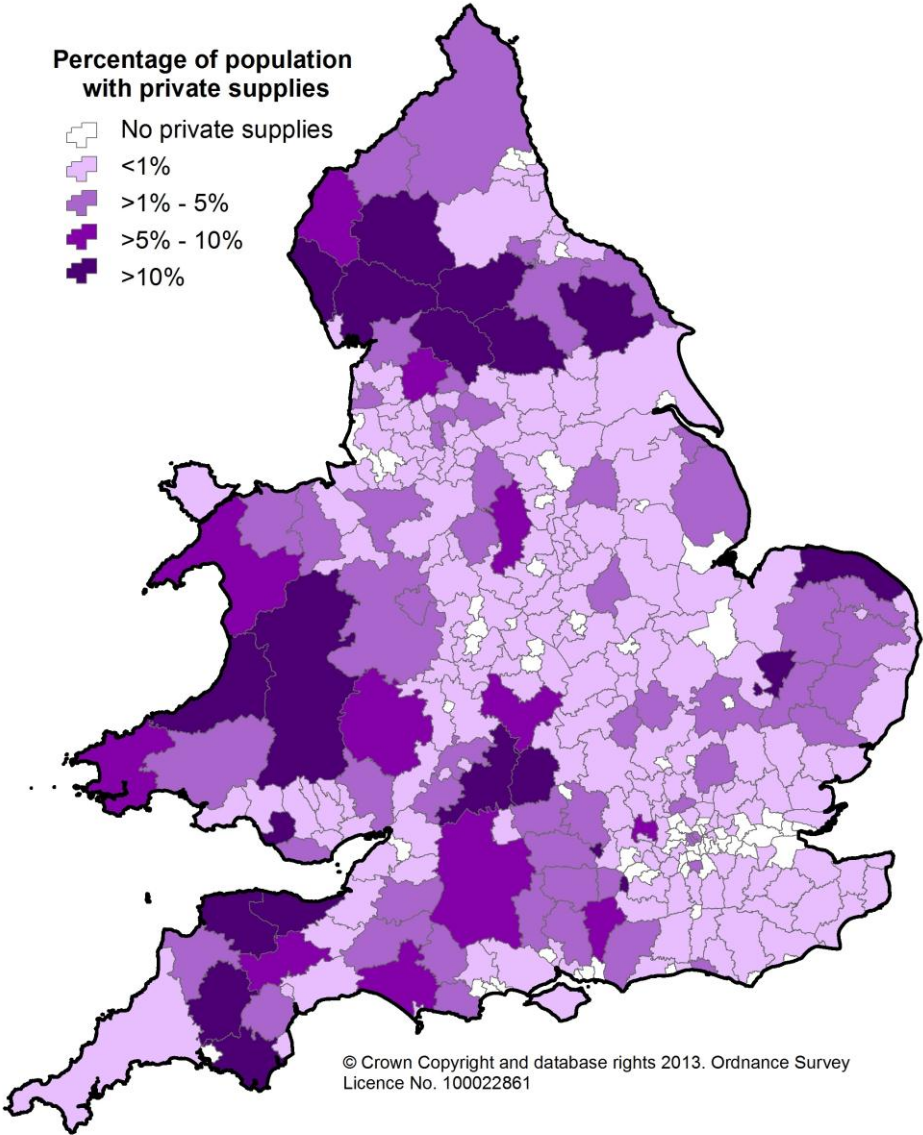 Percentage of population
with private supplies
No private supplies
<1%
>1% - 5%
>5% - 10%
>10%
© Crown Copyright and database rights 2013. Ordnance Survey
Licence No. 100022861